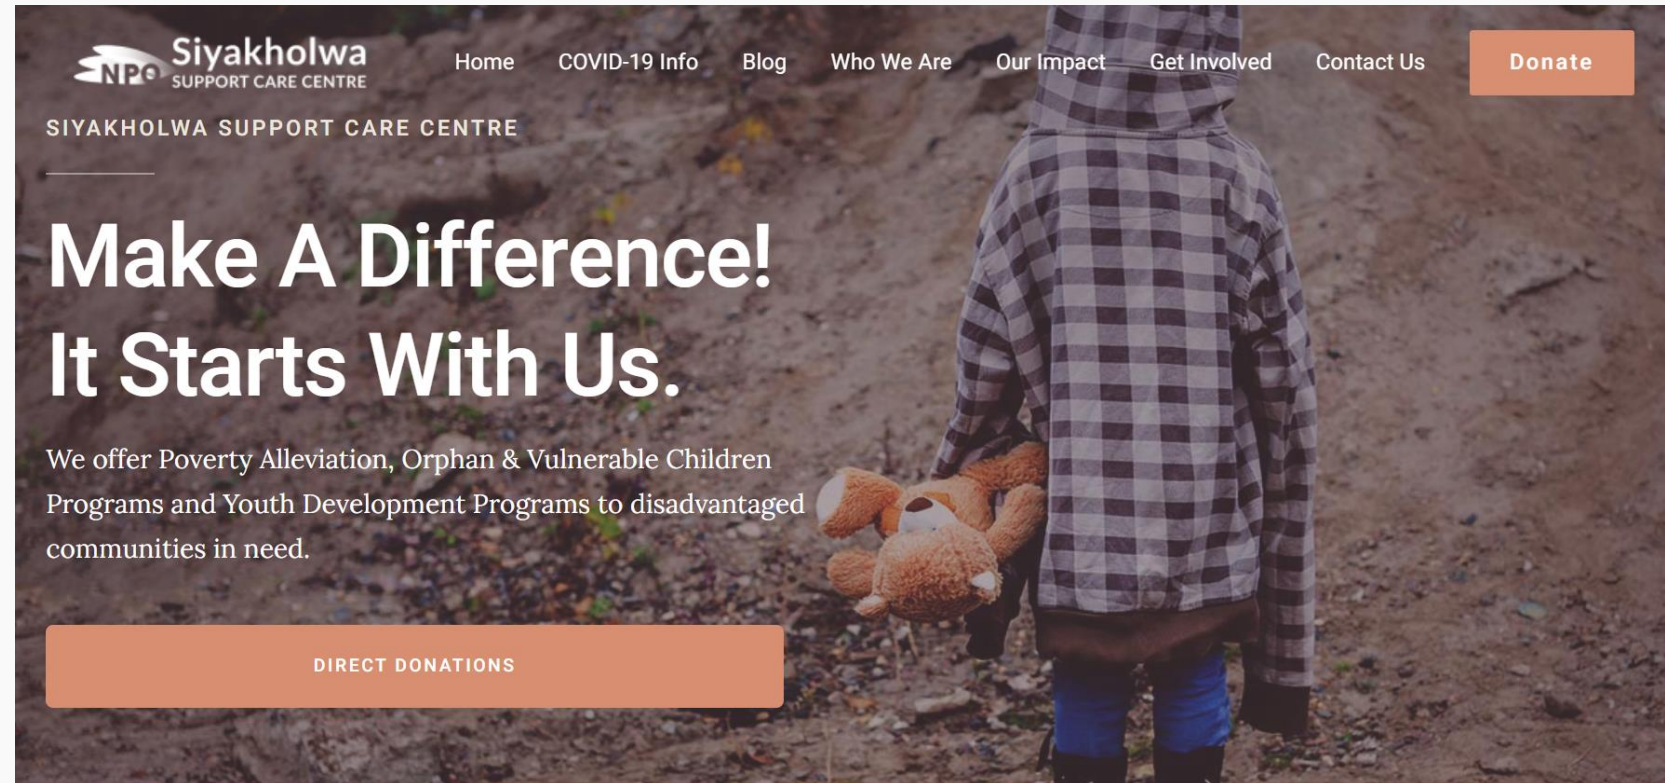 NPO
Siyakholwa
SUPPORT CARE CENTRE
Home COVID-19 Info Blog Who We Are Our Impact Get Involved Contact Us Donate
SIYAKHOLWA SUPPORT CARE CENTRE
Make A Difference!
It Starts With Us.
We offer Poverty Alleviation, Orphan & Vulnerable Children
Programs and Youth Development Programs to disadvantaged
communities in need.
DIRECT DONATIONS